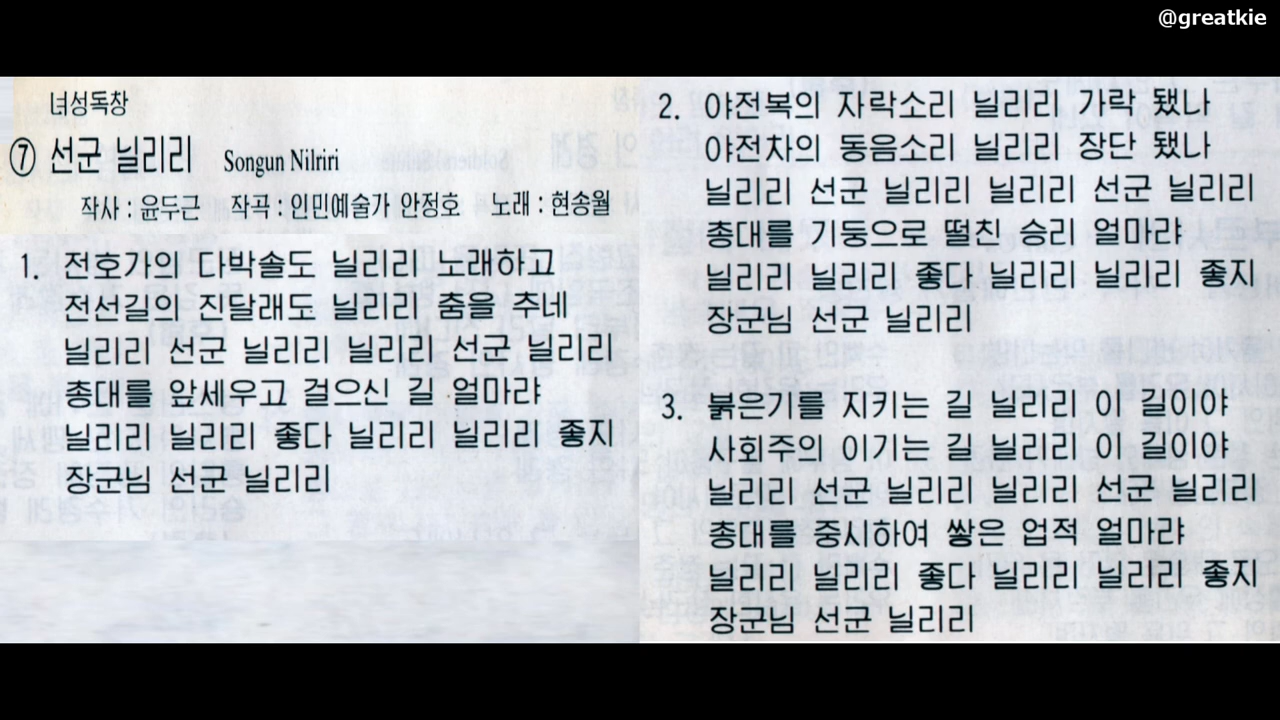 @greatkie
녀성독창
⑦ 선군 닐리리 Songun Nilriri
작사 : 윤두근 작곡 : 인민예술가 안정호 노래 : 현송월
1. 전호가의 다박솔도 닐리리 노래하고
전선길의 진달래도 닐리리 춤을 추네
닐리리 선군 닐리리 닐리리 선군 닐리리
총대를 앞세우고 걸으신 길 얼마랴
닐리리 닐리리 좋다 닐리리 닐리리 좋지
장군님 선군 닐리리
2. 야전복의 자락소리 닐리리 가락 됐나
야전차의 동음소리 닐리리 장단 됐나
닐리리 선군 닐리리 닐리리 선군 닐리리
총대를 기둥으로 떨친 승리 얼마랴
닐리리 닐리리 좋다 닐리리 닐리리 좋지
장군님 선군 닐리리
3. 붉은기를 지키는 길 닐리리 이 길이야
사회주의 이기는 길 닐리리 이 길이야
닐리리 선군 닐리리 닐리리 선군 닐리리
총대를 중시하여 쌓은 업적 얼마랴
닐리리 닐리리 좋다 닐리리 닐리리 좋지
장군님 선군 닐리리